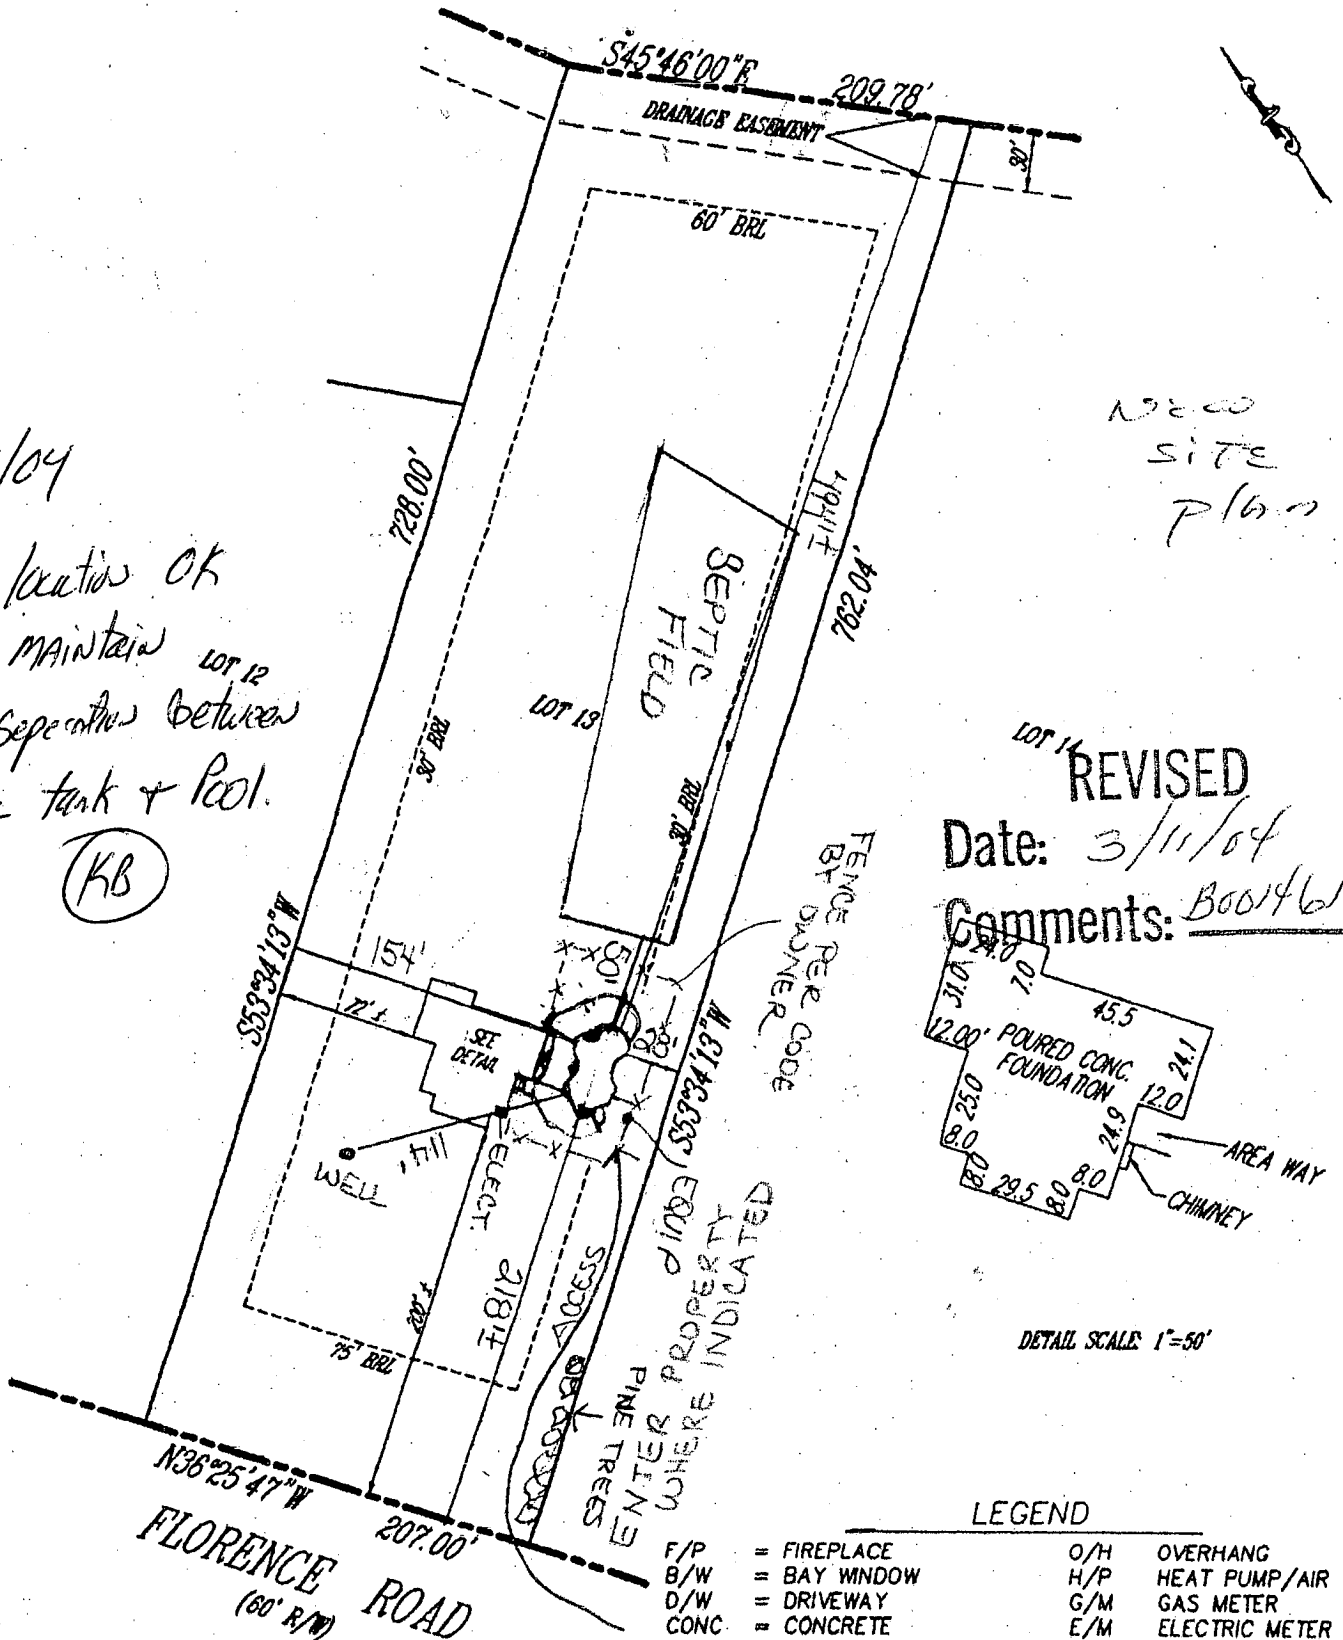 S45°46'00"E 209.78'
DRAINAGE EASEMENT
30'
60' BRL
/04
728.00'
location OK
MAINtain
LOT 12
between
tank + Pool.
KB
SITE
plan
SEPTIC
FIELD
762.04'
LOT 13
30' BRL
30' BRL
LOT 14
REVISED
Date: 3/11/04
Comments:
FENCE PER CODE
BY OWNER
S53°34'13"W
154'
50'
SEE
DETAIL
S53°34'13"W
WELL
114'
ELECT.
EQUIP
218'±
200'±
ACCESS
75' BRL
PINE TREES
ENTER PROPERTY
WHERE INDICATED
24.0
31.0
7.0
45.5
12.00'
POURED CONC.
FOUNDATION
24.1
12.0
25.0
24.9
8.0
8.0
29.5
8.0
8.0
AREA WAY
CHIMNEY
DETAIL SCALE: 1"=50'
N36°25'47"W
207.00'
FLORENCE ROAD
(60' R/W)
LEGEND
F/P = FIREPLACE
B/W = BAY WINDOW
D/W = DRIVEWAY
CONC = CONCRETE
O/H OVERHANG
H/P HEAT PUMP/AIR
G/M GAS METER
E/M ELECTRIC METER